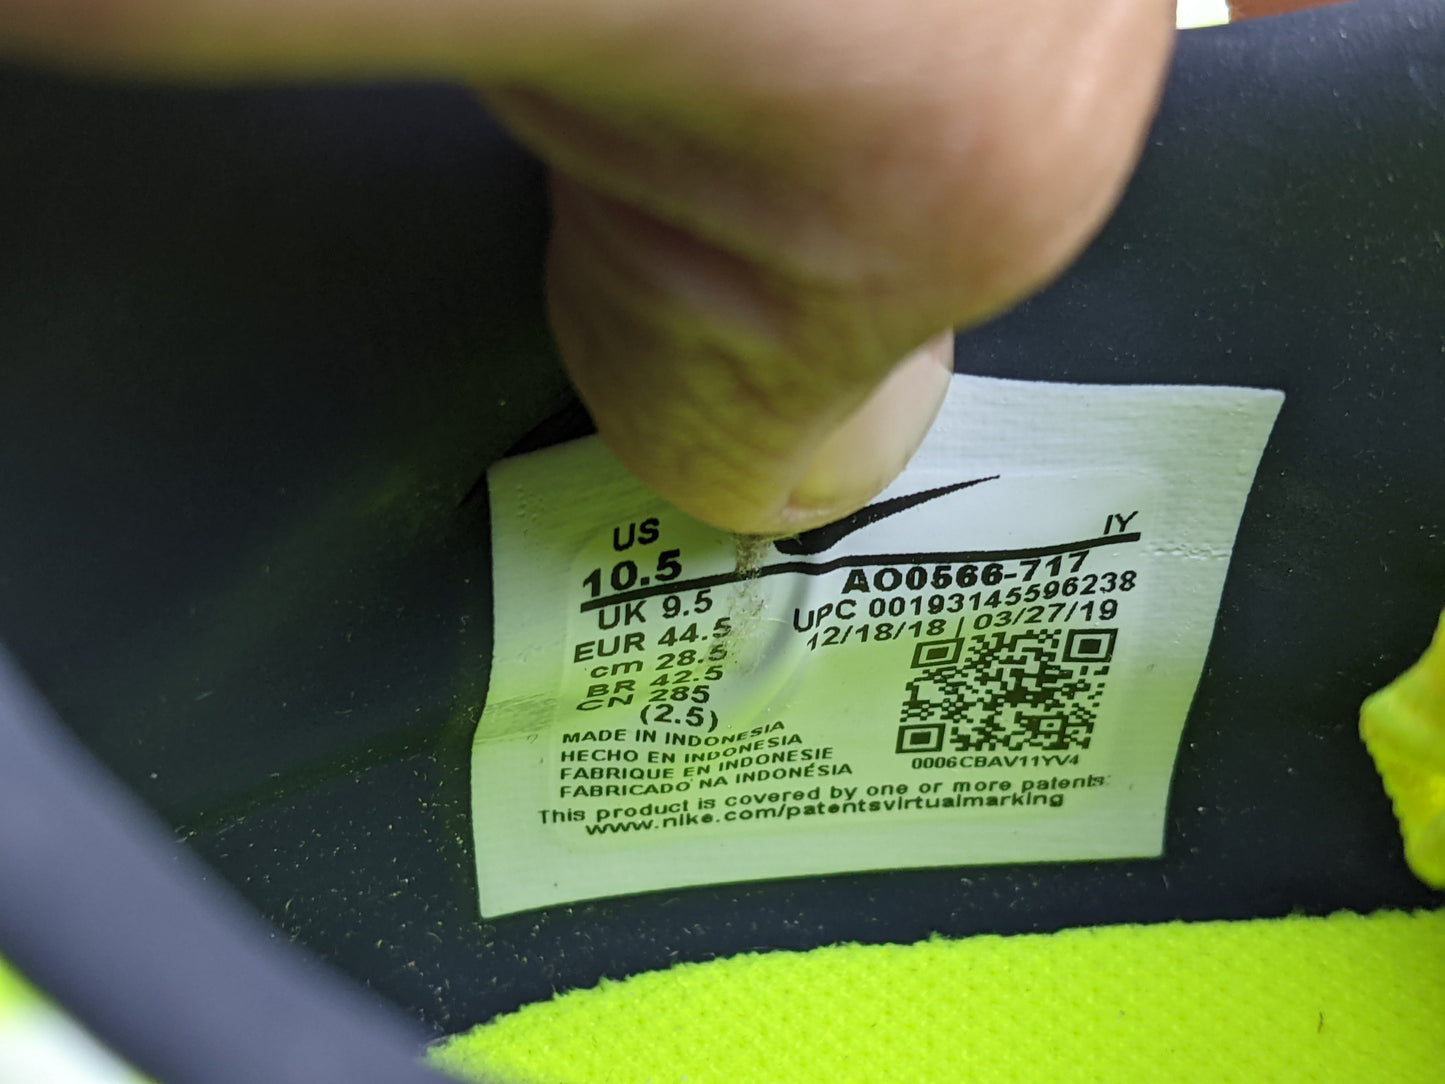 US
10.5
UK 9.5
EUR 44.5
cm 28.5
BR 42.5
CN 285
(2.5)
IY
AO0566-717
UPC 00193145596238
12/18/18 | 03/27/19
0006CBAV11YV4
MADE IN INDONESIA
HECHO EN INDONESIA
FABRIQUE EN INDONESIE
FABRICADO NA INDONÉSIA
This product is covered by one or more patents:
www.nike.com/patentsvirtualmarking